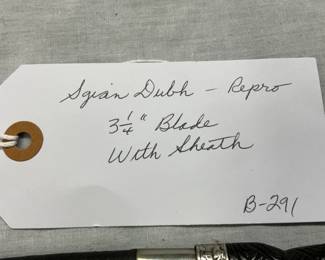 Sgian Dubh – Repro
3 1/4" Blade
With Sheath
B-291